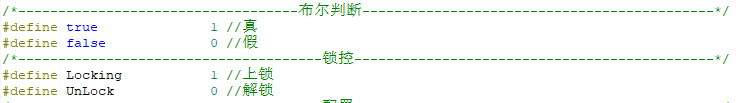 /*-----------------------------------布尔判断--------------------------------------------*/
#define true 1 //真
#define false 0 //假
/*--------------------------------------锁控---------------------------------------------*/
#define Locking 1 //上锁
#define UnLock 0 //解锁